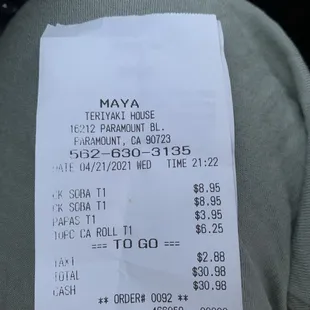 MAYA
TERIYAKI HOUSE
16212 PARAMOUNT BL.
PARAMOUNT, CA 90723
562-630-3135
DATE 04/21/2021 WED TIME 21:22
CK SOBA T1 $8.95
CK SOBA T1 $8.95
PAPAS T1 $3.95
10PC CA ROLL T1 $6.25
=== TO GO ===
TAX1 $2.88
TOTAL $30.98
CASH $30.98
** ORDER# 0092 **